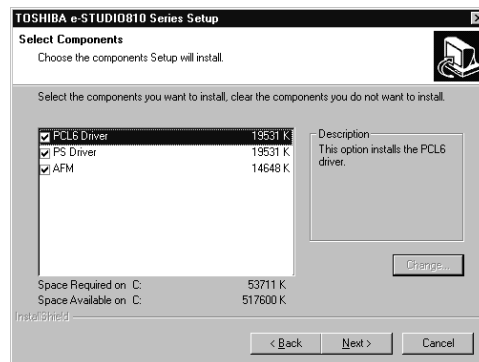 TOSHIBA e-STUDIO810 Series Setup
Select Components
Choose the components Setup will install.
Select the components you want to install, clear the components you do not want to install.
PCL6 Driver 19531 K
PS Driver 19531 K
AFM 14648 K
Description
This option installs the PCL6
driver.
Change...
Space Required on C: 53711 K
Space Available on C: 517600 K
InstallShield
< Back Next > Cancel